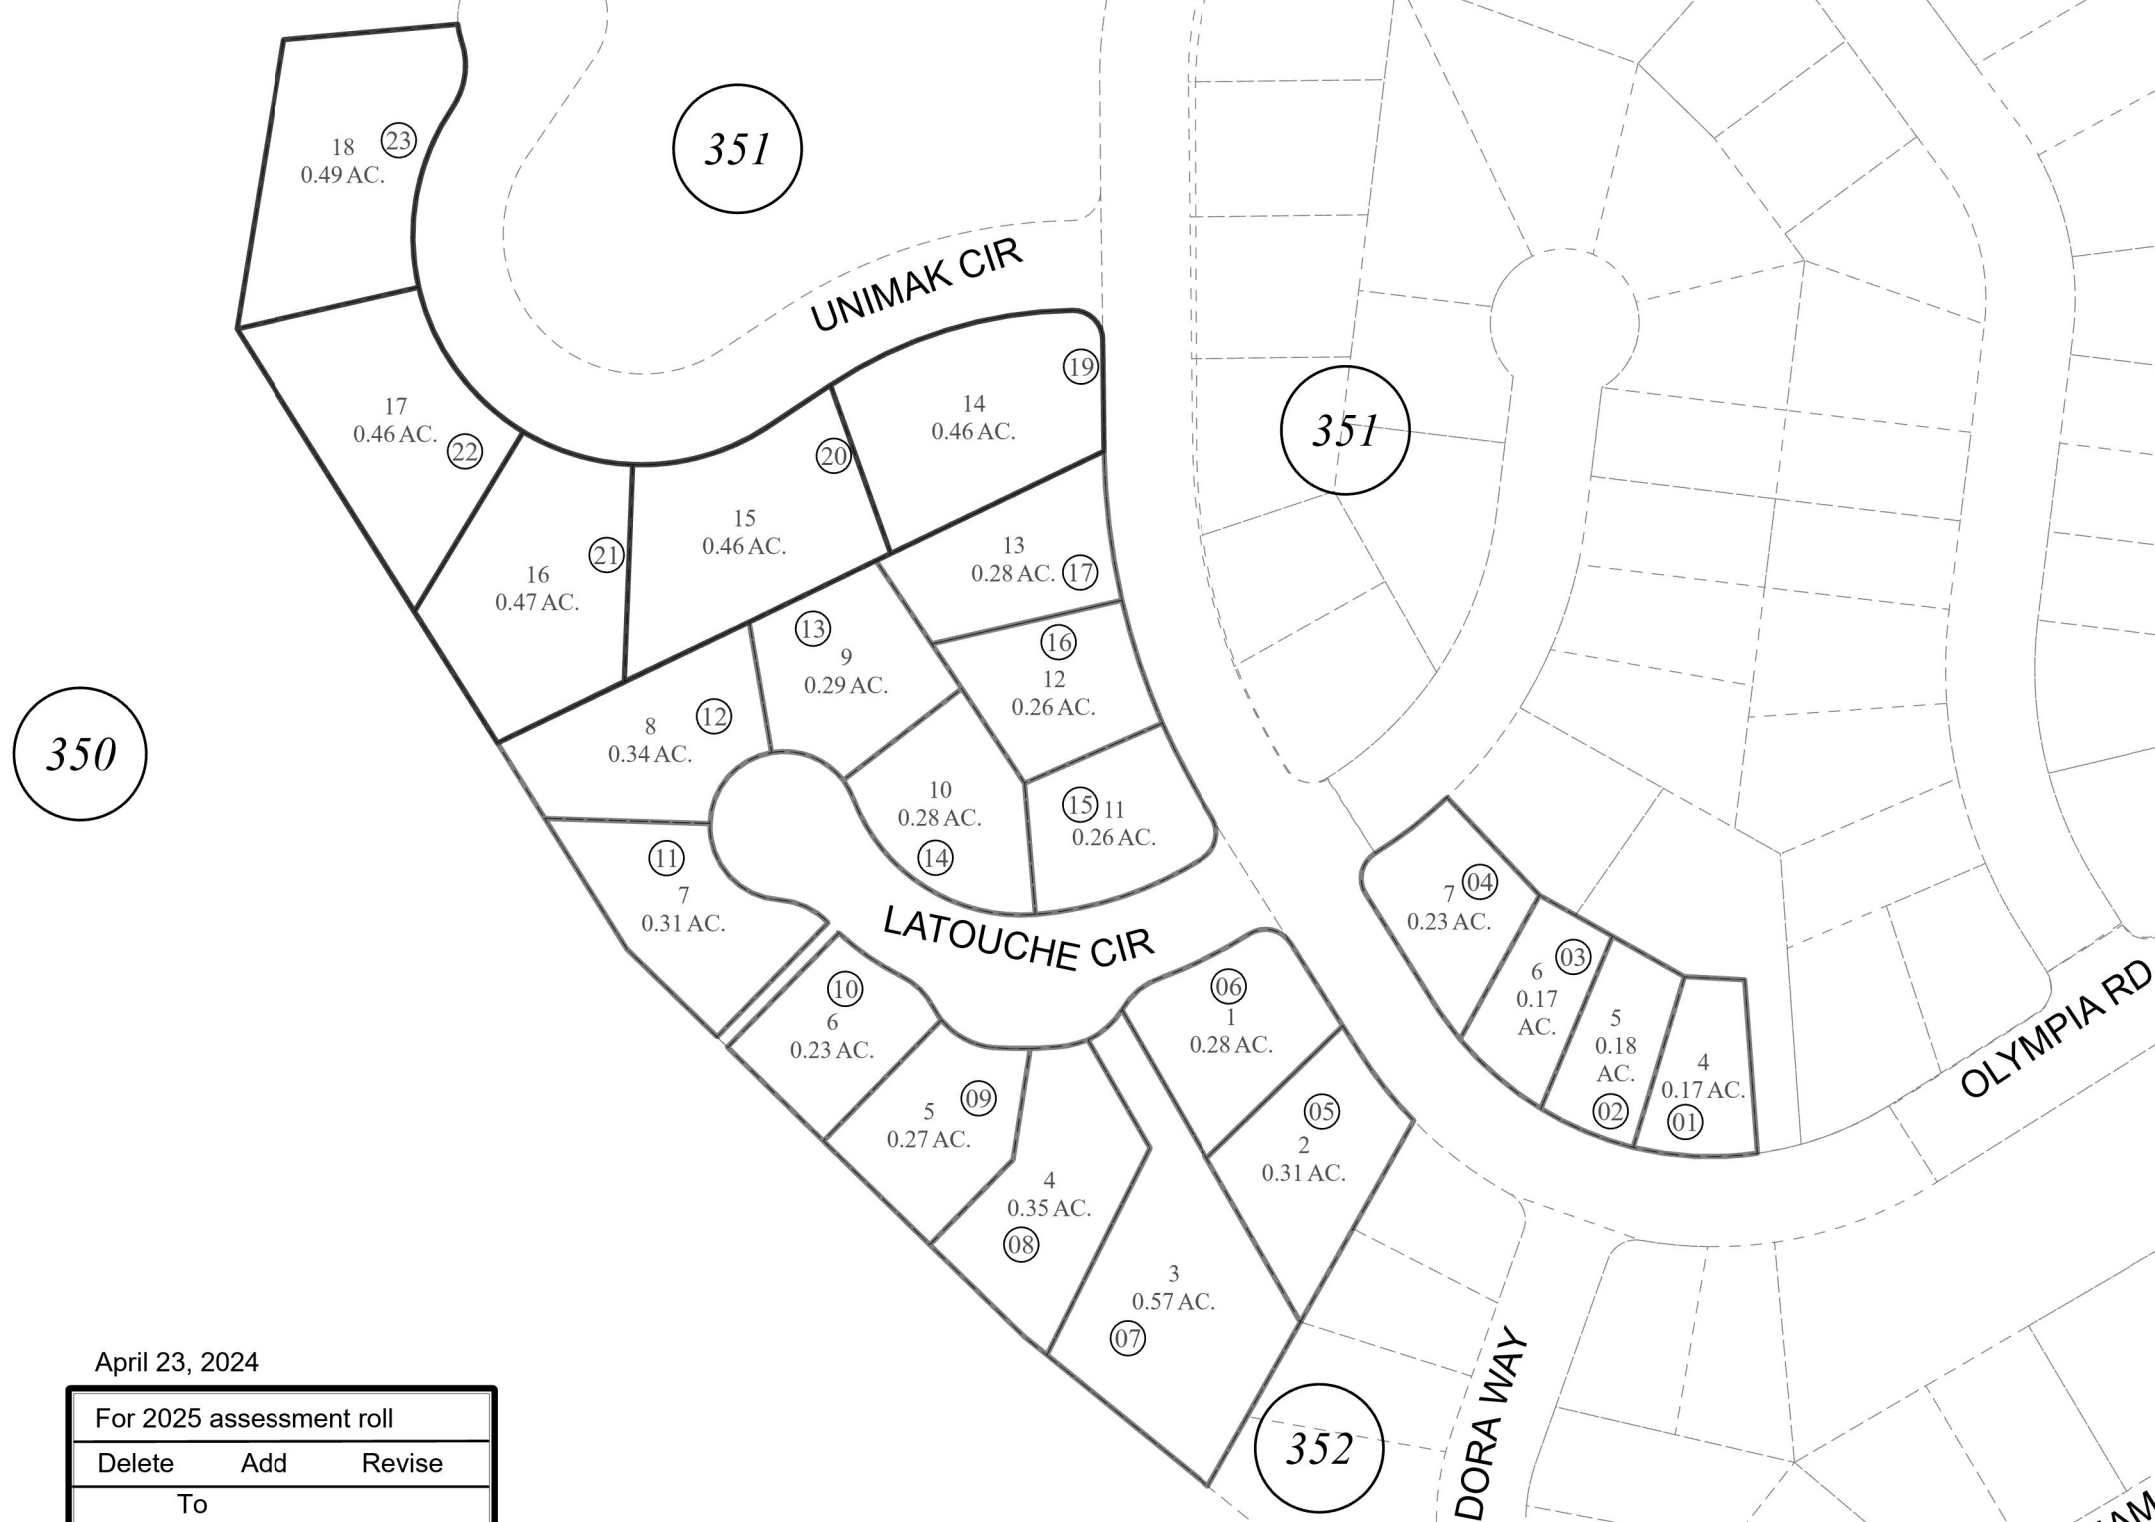 18 23
0.49 AC.
351
UNIMAK CIR
17
0.46 AC.
22
14
0.46 AC.
19
20
15
0.46 AC.
16
0.47 AC.
21
351
13
0.28 AC. 17
13
9
0.29 AC.
16
12
0.26 AC.
8
0.34 AC.
12
350
10
0.28 AC.
14
15 11
0.26 AC.
11
7
0.31 AC.
LATOUCHE CIR
7 04
0.23 AC.
6 03
0.17
AC.
5
0.18
AC.
02
4
0.17 AC.
01
10
6
0.23 AC.
06
1
0.28 AC.
OLYMPIA RD
5 09
0.27 AC.
05
2
0.31 AC.
4
0.35 AC.
08
3
0.57 AC.
07
352
DORA WAY
April 23, 2024
For 2025 assessment roll
Delete Add Revise
To